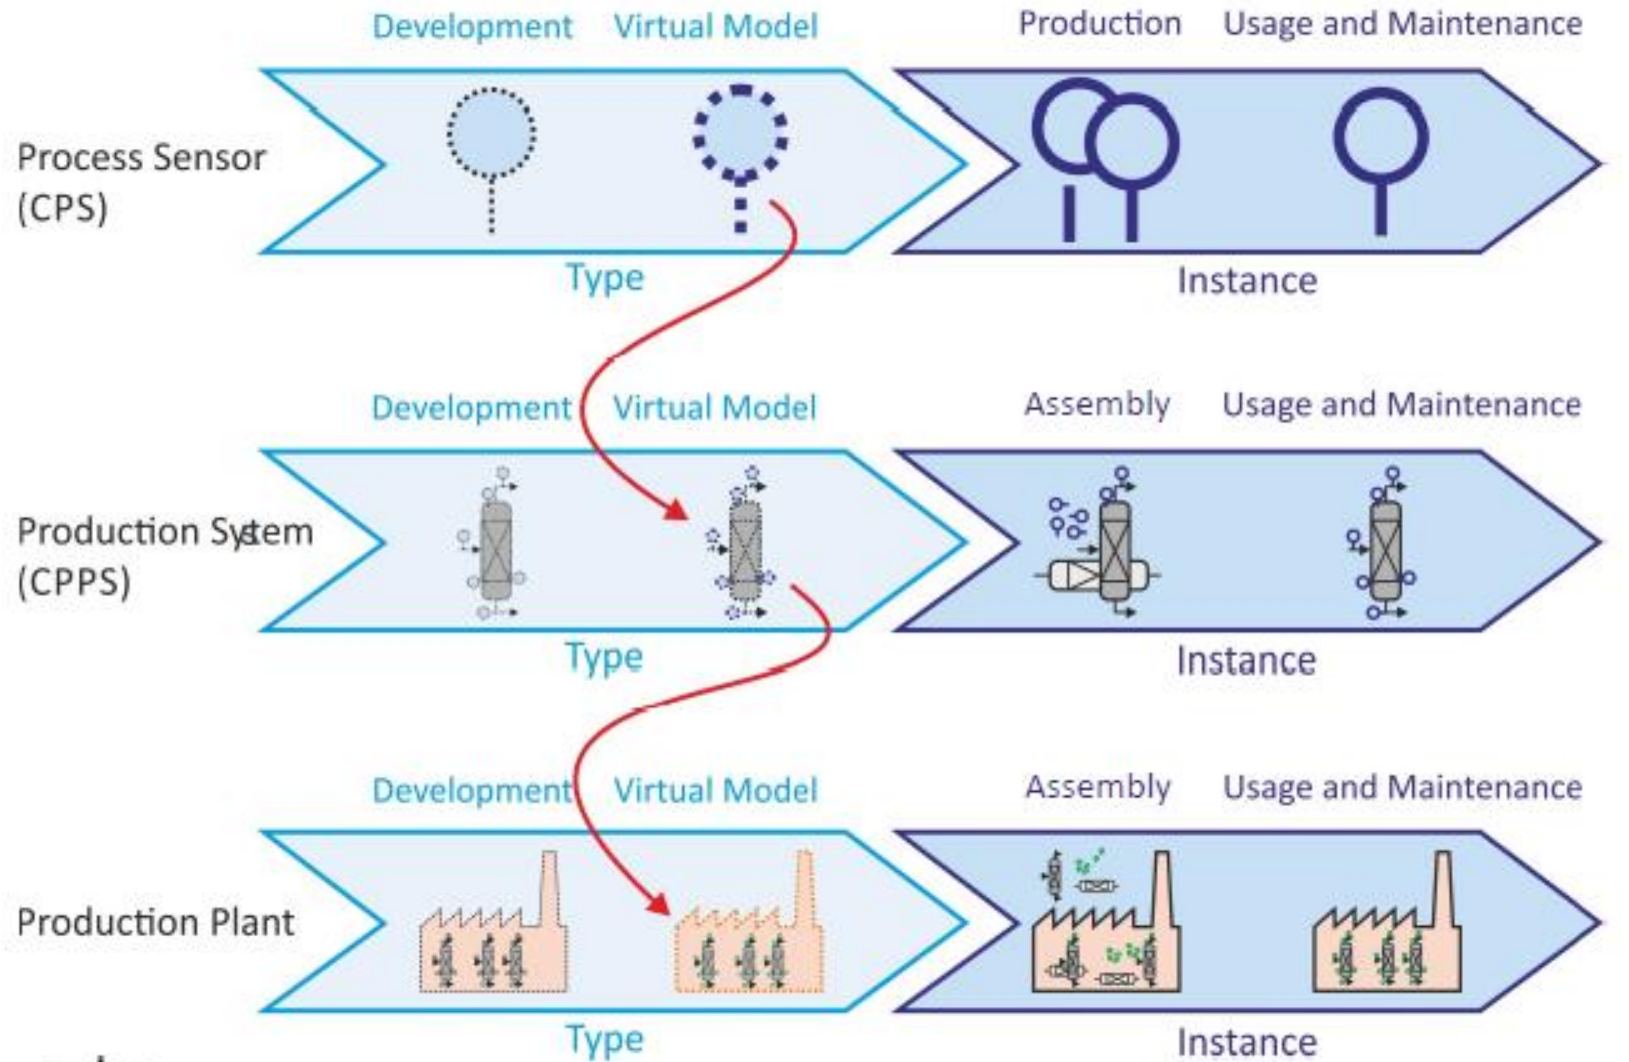 Development Virtual Model Production Usage and Maintenance
Process Sensor
(CPS)
Type Instance
Development Virtual Model Assembly Usage and Maintenance
Production System
(CPPS)
Type Instance
Development Virtual Model Assembly Usage and Maintenance
Production Plant
Type Instance